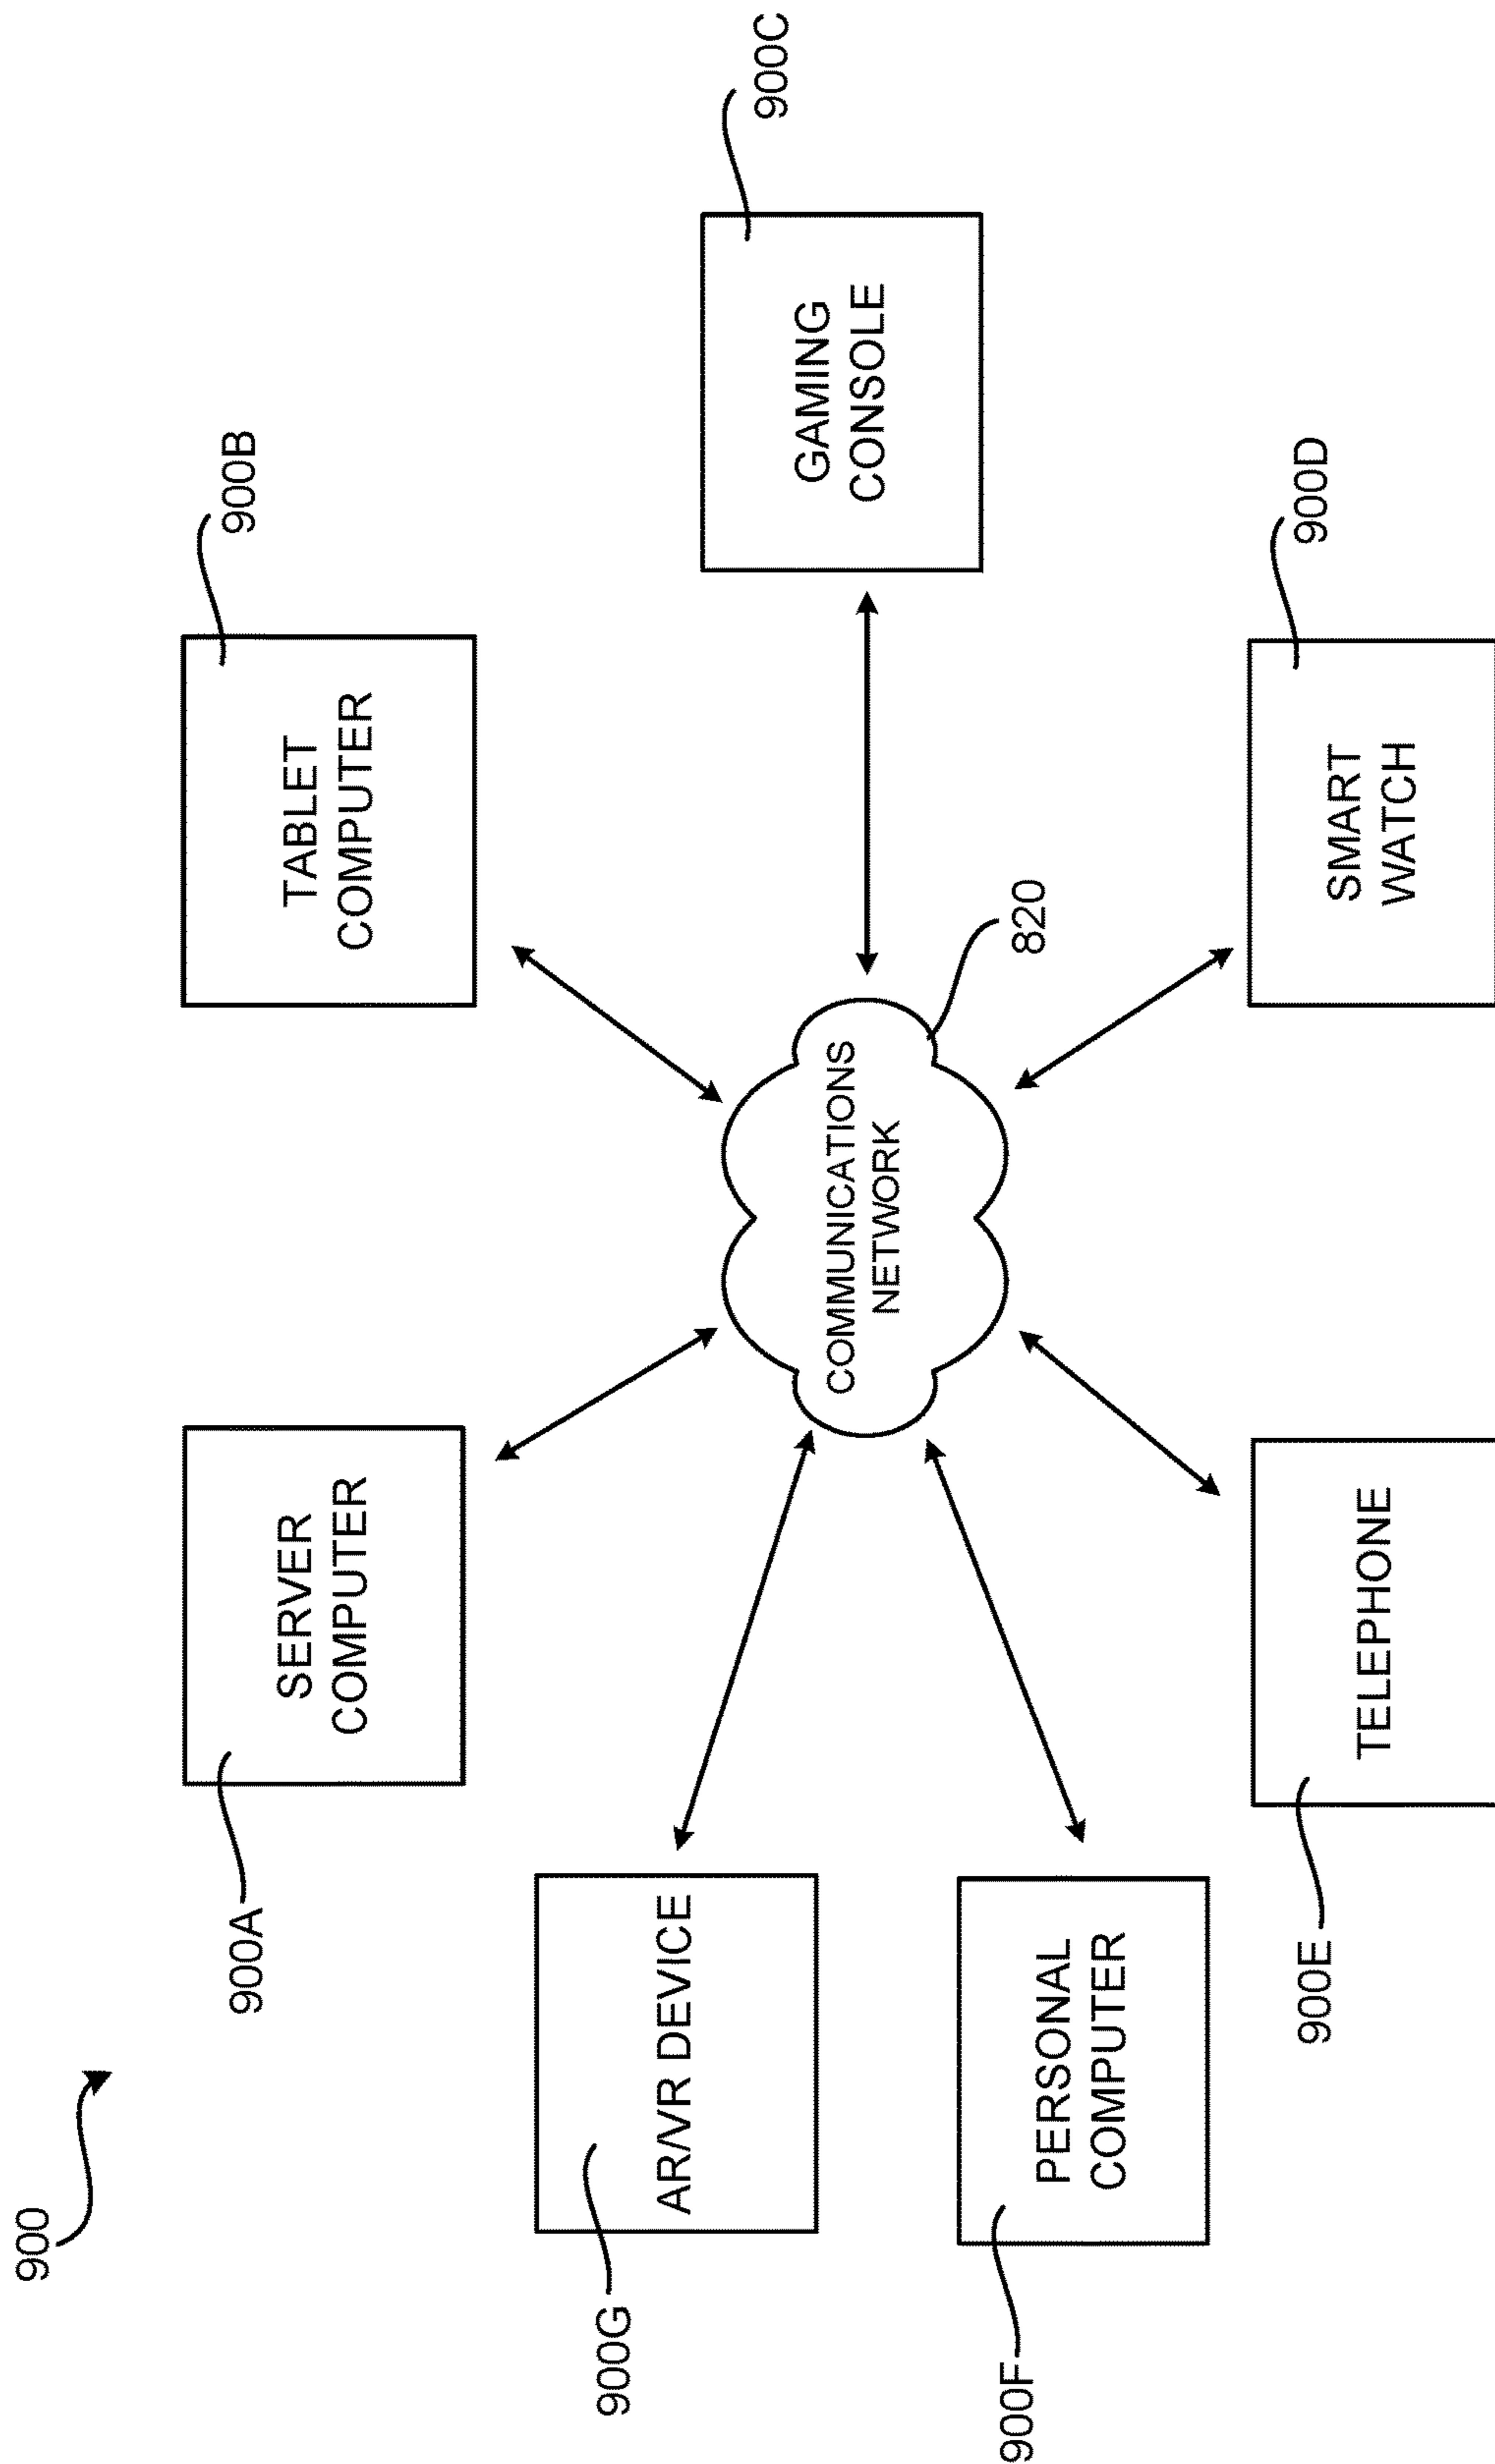 900
900A
SERVER
COMPUTER
900B
TABLET
COMPUTER
900G
AR/VR DEVICE
COMMUNICATIONS
NETWORK
820
900C
GAMING
CONSOLE
900F
PERSONAL
COMPUTER
900E
TELEPHONE
900D
SMART
WATCH